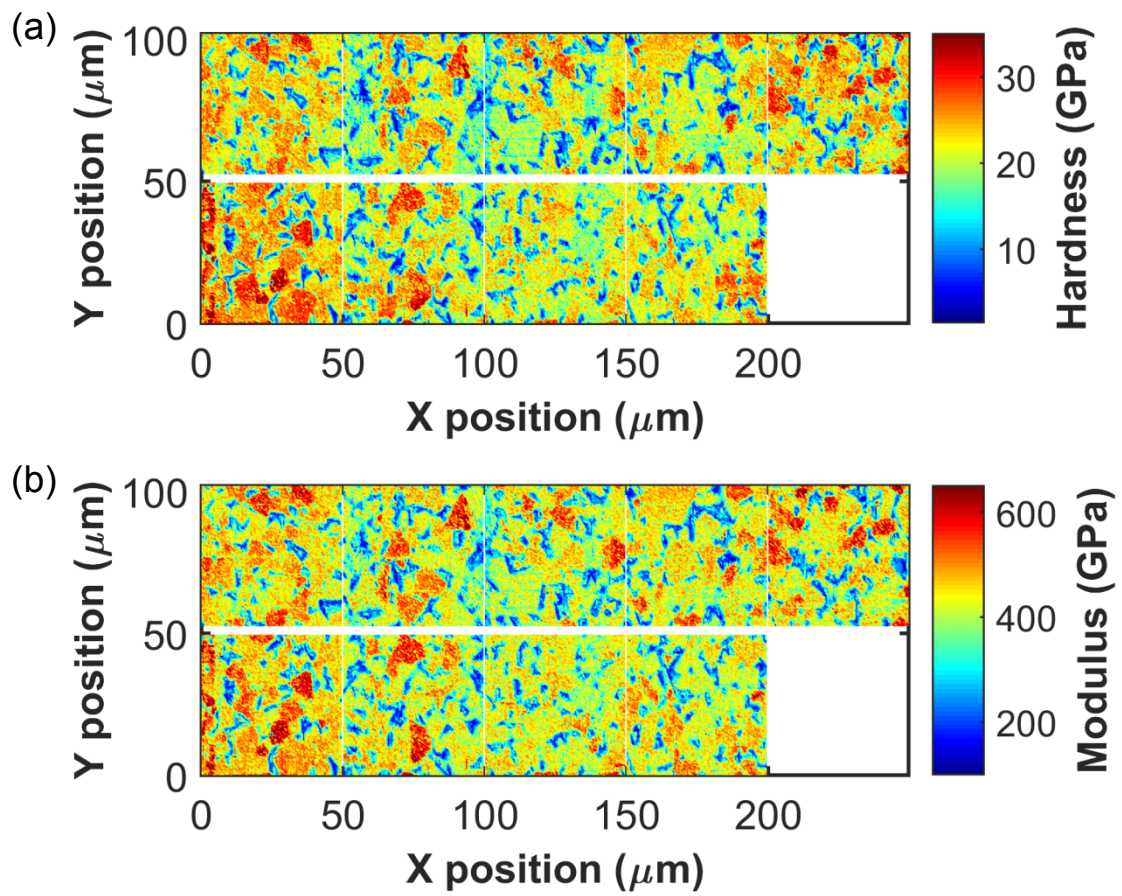 (a)
Y position (μm)
100
50
0
0 50 100 150 200
X position (μm)
30
20
10
Hardness (GPa)
(b)
Y position (μm)
100
50
0
0 50 100 150 200
X position (μm)
600
400
200
Modulus (GPa)